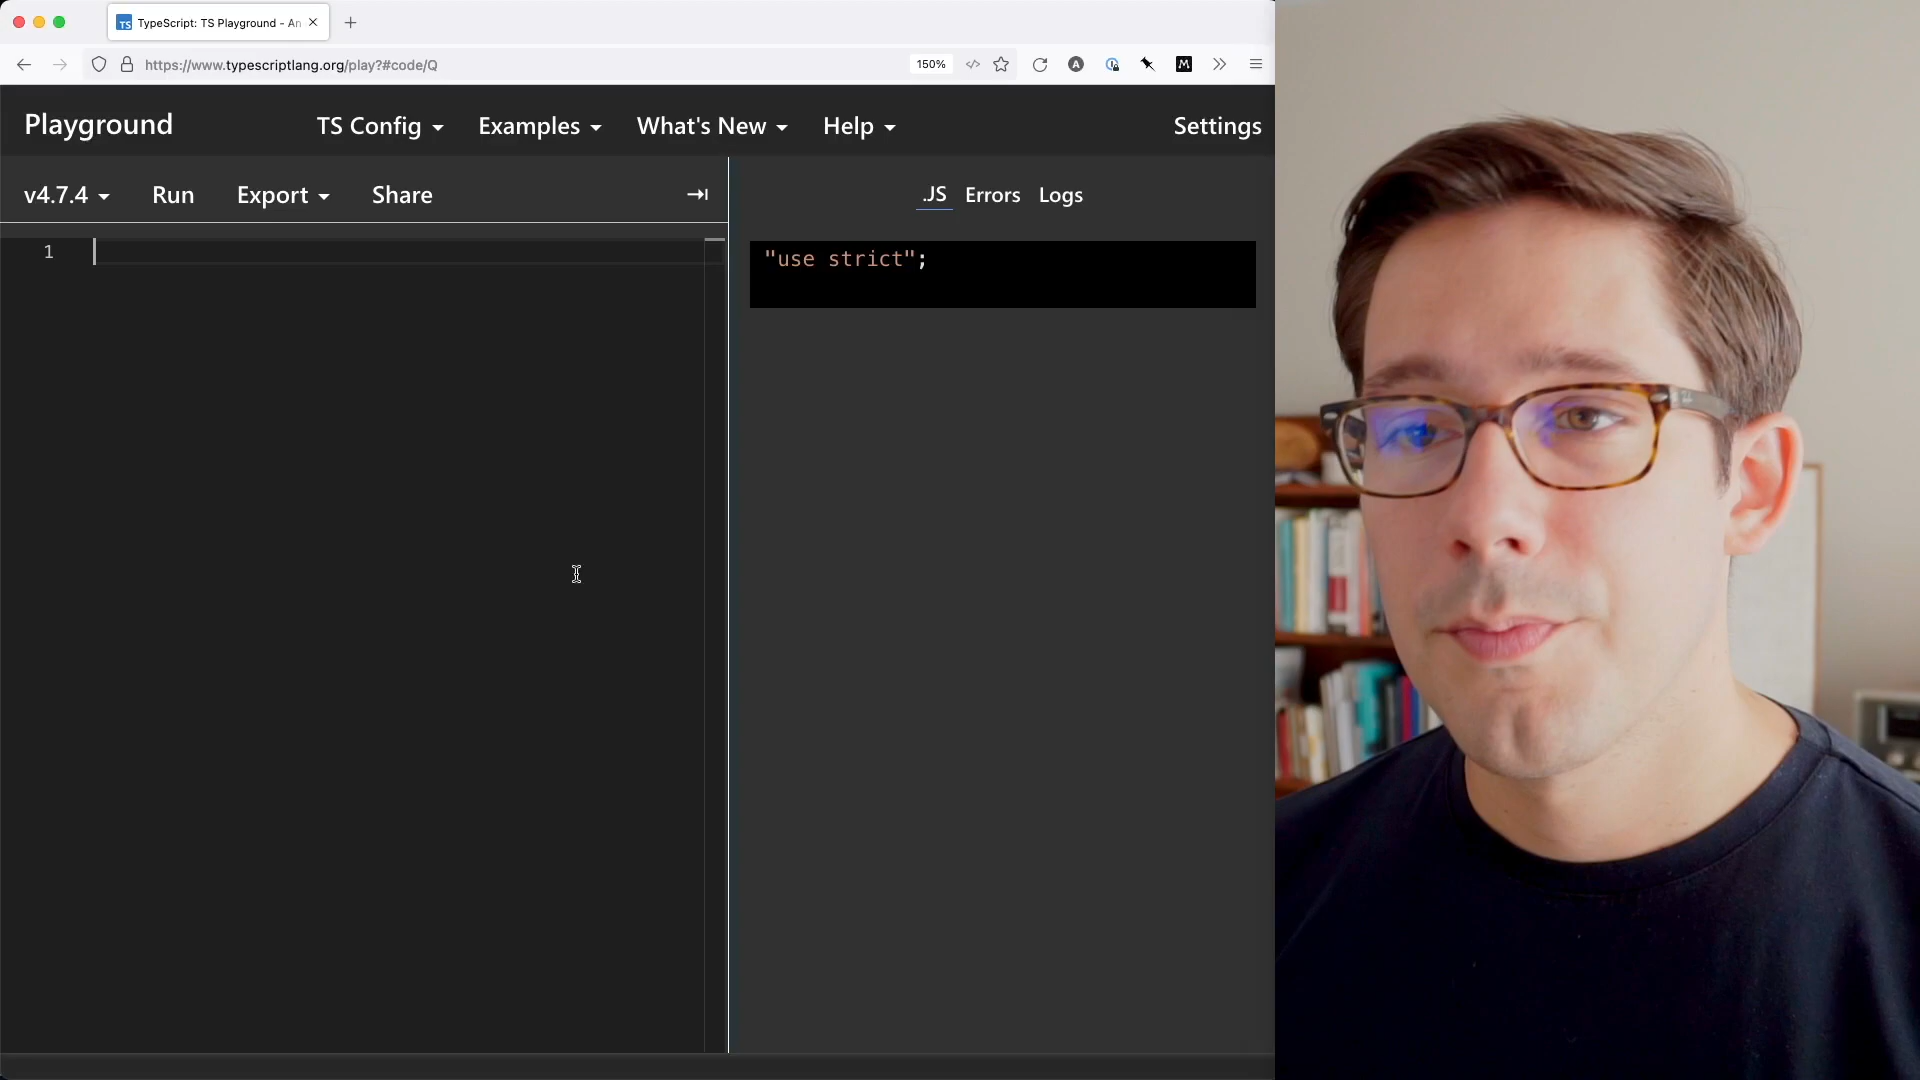 TS TypeScript: TS Playground - An
https://www.typescriptlang.org/play?#code/Q
150%
A
M
Playground
TS Config
Examples
What's New
Help
Settings
v4.7.4
Run
Export
Share
.JS
Errors
Logs
1
"use strict";